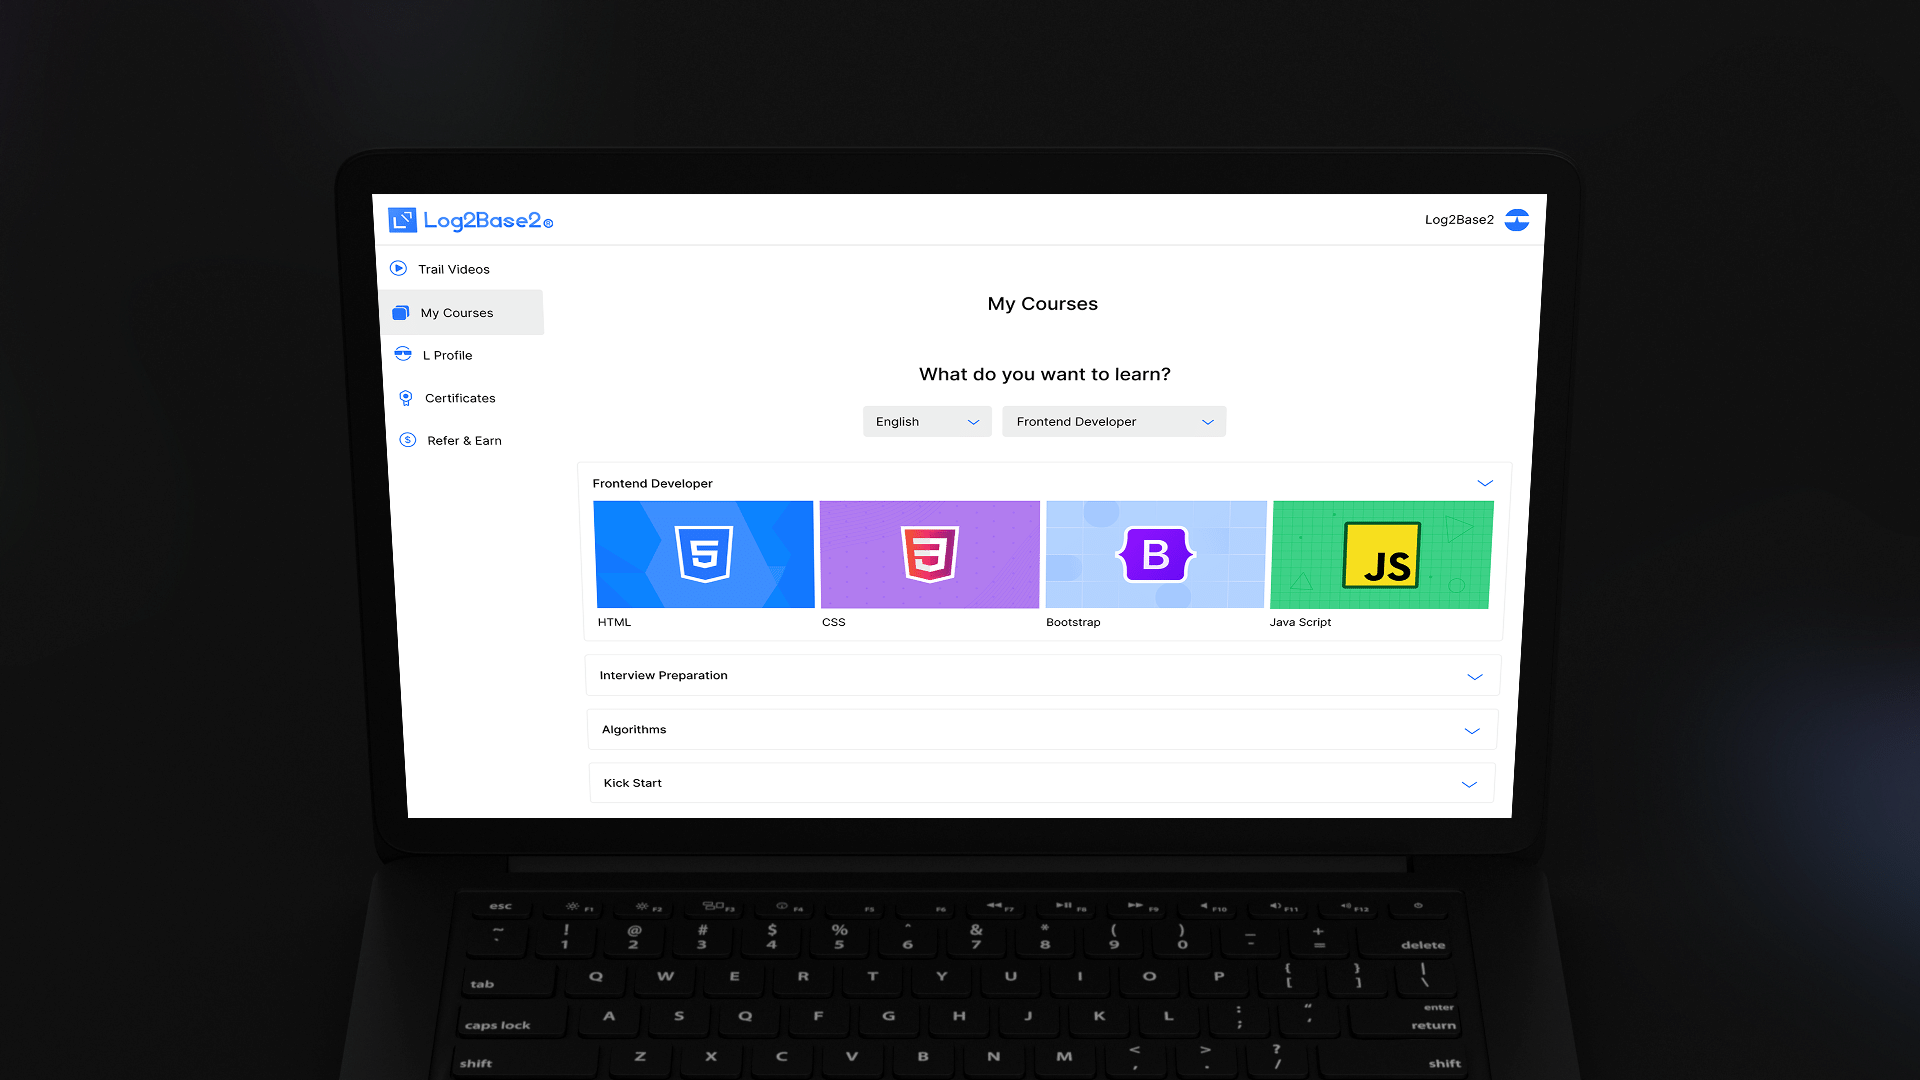 Log2Base2®
Log2Base2
Trail Videos
My Courses
L Profile
Certificates
Refer & Earn
My Courses
What do you want to learn?
English
Frontend Developer
Frontend Developer
5
3
B
JS
HTML
CSS
Bootstrap
Java Script
Interview Preparation
Algorithms
Kick Start
esc F1 F2 F3 F4 F5 F6 F7 F8 F9 F10 F11 F12
~ ! @ # $ % ^ & * ( ) _ +
` 1 2 3 4 5 6 7 8 9 0 - = delete
tab Q W E R T Y U I O P { [ } ] | \
caps lock A S Q F G H J K L : ; " ' enter return
shift Z X C V B N M < , > . ? / shift